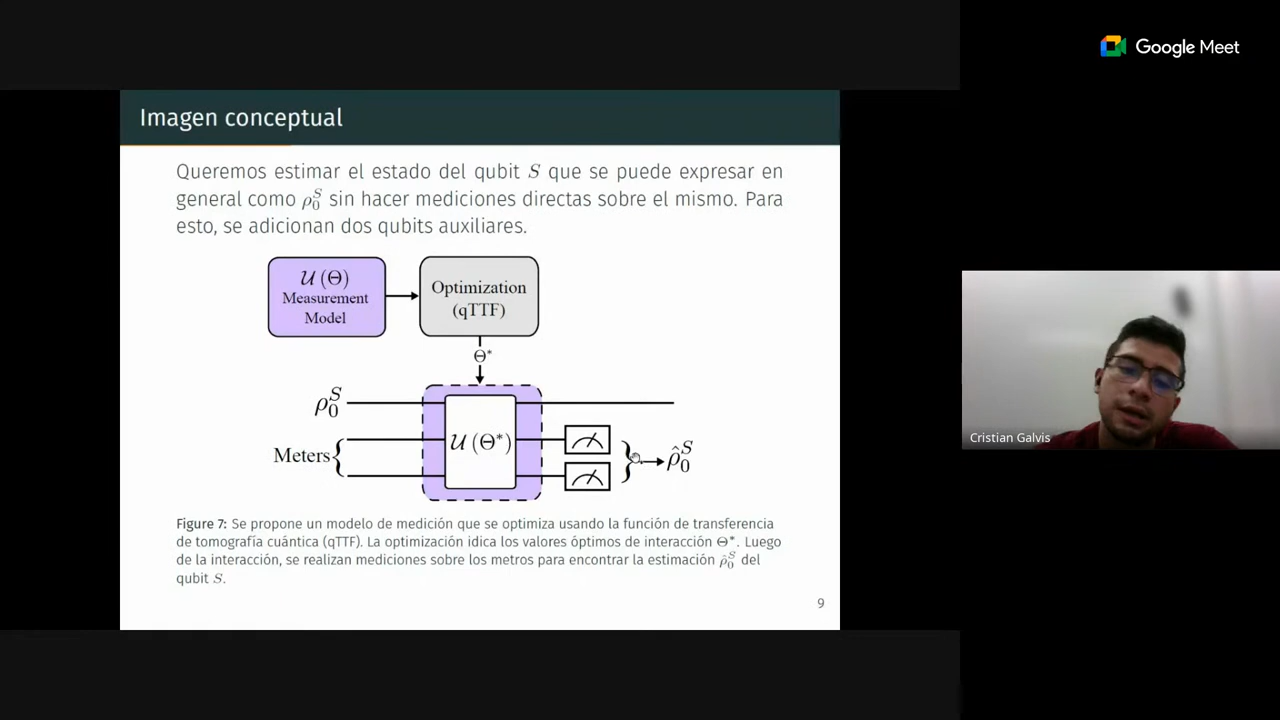 Google Meet
Imagen conceptual
Queremos estimar el estado del qubit S que se puede expresar en
general como ρ₀ˢ sin hacer mediciones directas sobre el mismo. Para
esto, se adicionan dos qubits auxiliares.
𝒰(Θ)
Measurement
Model
Optimization
(qTTF)
Θ*
ρ₀ˢ
Meters
𝒰(Θ*)
ρ̂₀ˢ
Figure 7: Se propone un modelo de medición que se optimiza usando la función de transferencia
de tomografía cuántica (qTTF). La optimización idica los valores óptimos de interacción Θ*. Luego
de la interacción, se realizan mediciones sobre los metros para encontrar la estimación ρ̂₀ˢ del
qubit S.
9
Cristian Galvis